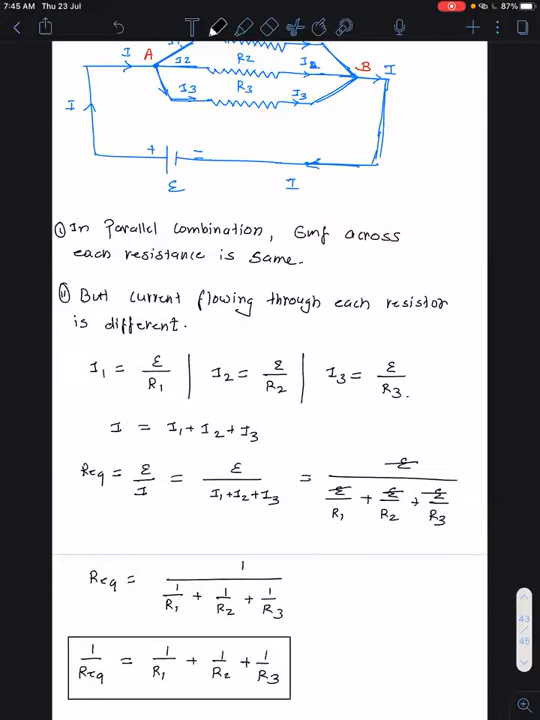 7:45 AM Thu 23 Jul 87%
I A I2 R2 I2 B I
I3 R3 I3
I
+ =
ε I
(i) In Parallel Combination, Emf across
each resistance is same.
(ii) But current flowing through each resistor
is different.
I1 = ε/R1 | I2 = ε/R2 | I3 = ε/R3.
I = I1 + I2 + I3
Req = ε/I = ε/(I1+I2+I3) = ε/(ε/R1 + ε/R2 + ε/R3)
Req = 1/(1/R1 + 1/R2 + 1/R3)
1/Req = 1/R1 + 1/R2 + 1/R3
43 / 45